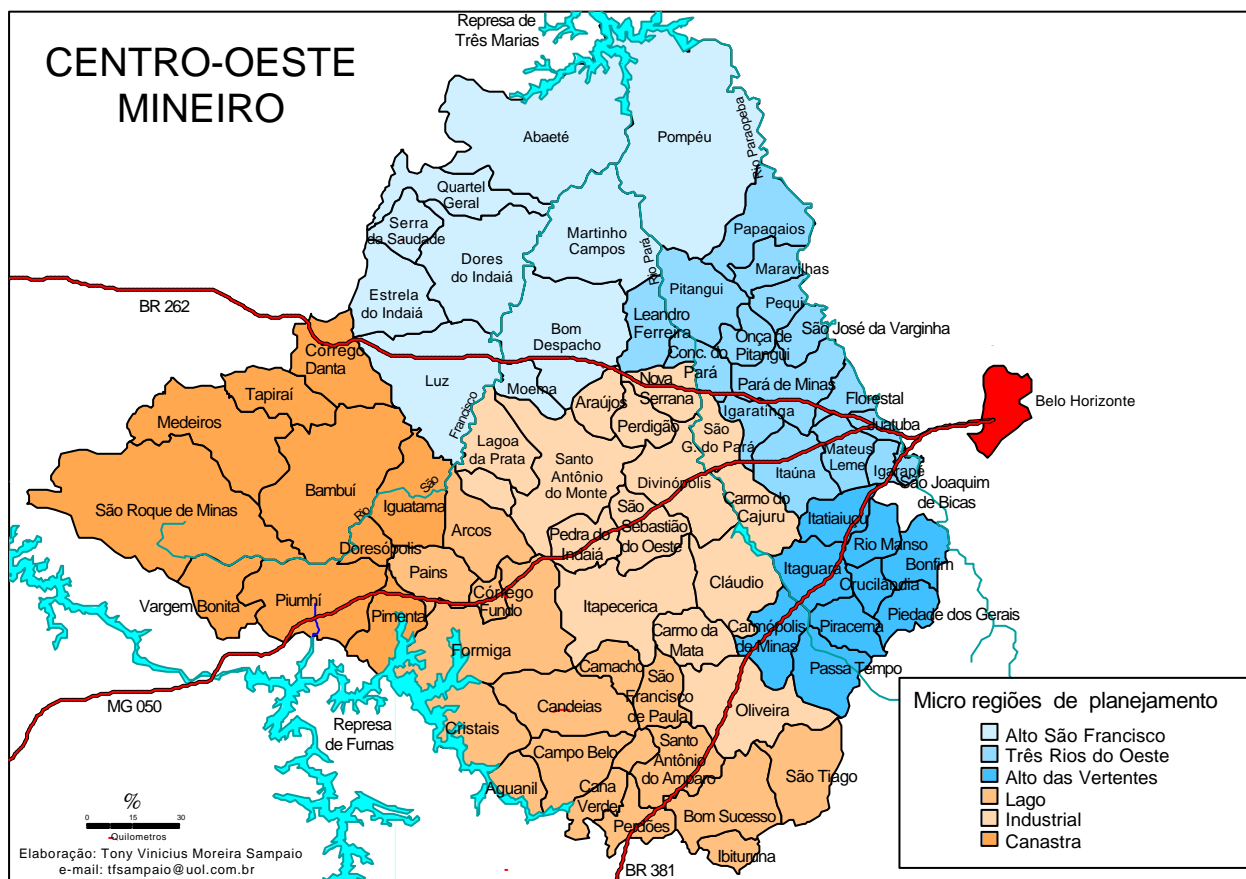 CENTRO-OESTE
MINEIRO
Represa de
Três Marias
Abaeté
Pompéu
Rio Paraopeba
Quartel
Geral
Serra
da Saudade
Martinho
Campos
Papagaios
Dores
do Indaiá
Rio Pará
Maravilhas
Pitangui
Estrela
do Indaiá
BR 262
Pequi
Leandro
Ferreira
São José da Varginha
Onça de
Pitangui
Bom
Despacho
Córrego
Danta
Conc. do
Pará
Luz
Moema
Nova
Serrana
Pará de Minas
Tapiraí
Araújos
Florestal
Belo Horizonte
Medeiros
Francisco
Perdigão
Igaratinga
São
G. do Pará
Juatuba
Lagoa
da Prata
Santo
Antônio
do Monte
Mateus
Leme
Itaúna
Igarapé
São Joaquim
de Bicas
Bambuí
São
Divinópolis
Rio
Iguatama
São Roque de Minas
Carmo do
Cajuru
São
Sebastião
do Oeste
Itatiaiuçu
Arcos
Pedra do
Indaiá
Rio Manso
Doresópolis
Bonfim
Pains
Itaguara
Cláudio
Crucilândia
Vargem Bonita
Piumhí
Córrego
Fundo
Itapecerica
Pimenta
Piedade dos Gerais
Carmópolis
de Minas
Piracema
Carmo da
Mata
Formiga
Camacho
Passa Tempo
São
Francisco
de Paula
MG 050
Candeias
Oliveira
Represa
de Furnas
Cristais
Campo Belo
Santo
Antônio
do Amparo
São Tiago
Aguanil
Cana
Verde
Perdões
Bom Sucesso
Ibituruna
BR 381
Micro regiões de planejamento
Alto São Francisco
Três Rios do Oeste
Alto das Vertentes
Lago
Industrial
Canastra
%
0 15 30
Quilometros
Elaboração: Tony Vinicius Moreira Sampaio
e-mail: tfsampaio@uol.com.br